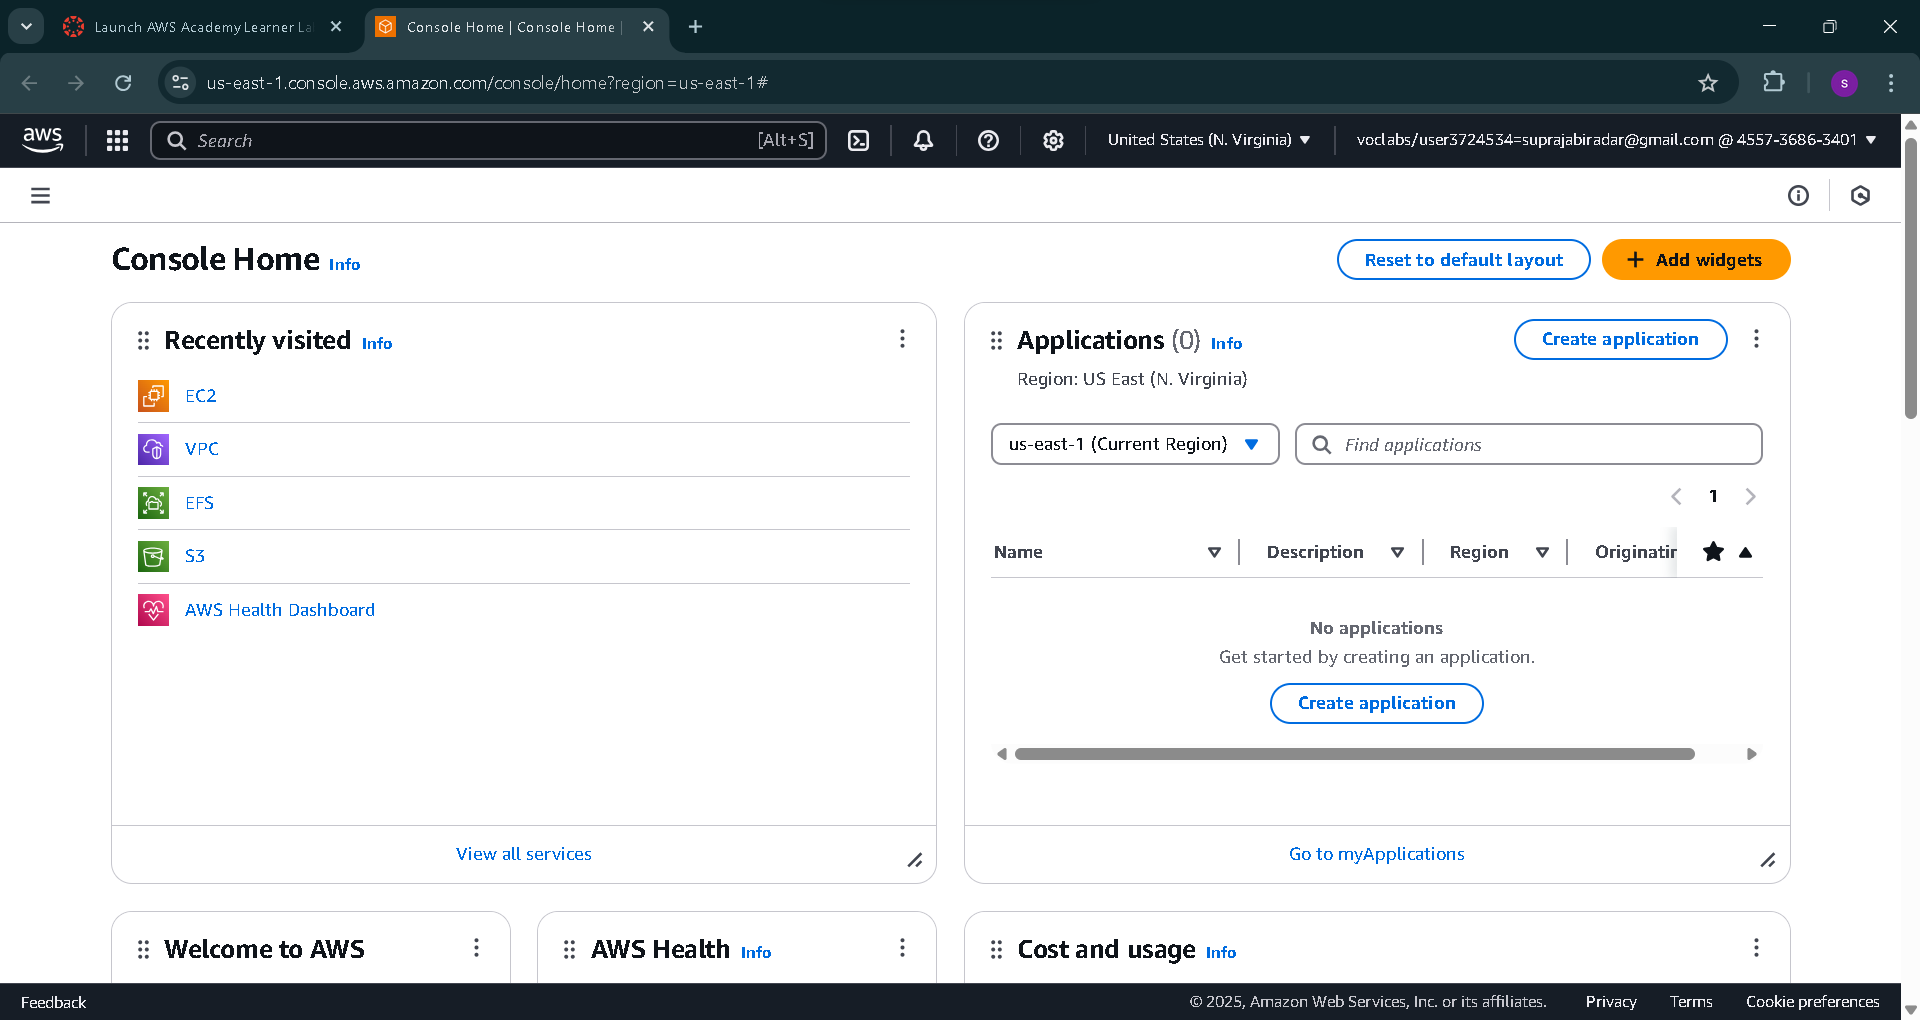 Launch AWS Academy Learner La
Console Home | Console Home |
us-east-1.console.aws.amazon.com/console/home?region=us-east-1#
S
aws
Search
[Alt+S]
United States (N. Virginia)
voclabs/user3724534=suprajabiradar@gmail.com @ 4557-3686-3401
Console Home Info
Reset to default layout
Add widgets
Recently visited Info
EC2
VPC
EFS
S3
AWS Health Dashboard
View all services
Applications (0) Info
Create application
Region: US East (N. Virginia)
us-east-1 (Current Region)
Find applications
1
Name
Description
Region
Originatin
No applications
Get started by creating an application.
Create application
Go to myApplications
Welcome to AWS
AWS Health Info
Cost and usage Info
Feedback
© 2025, Amazon Web Services, Inc. or its affiliates.
Privacy
Terms
Cookie preferences